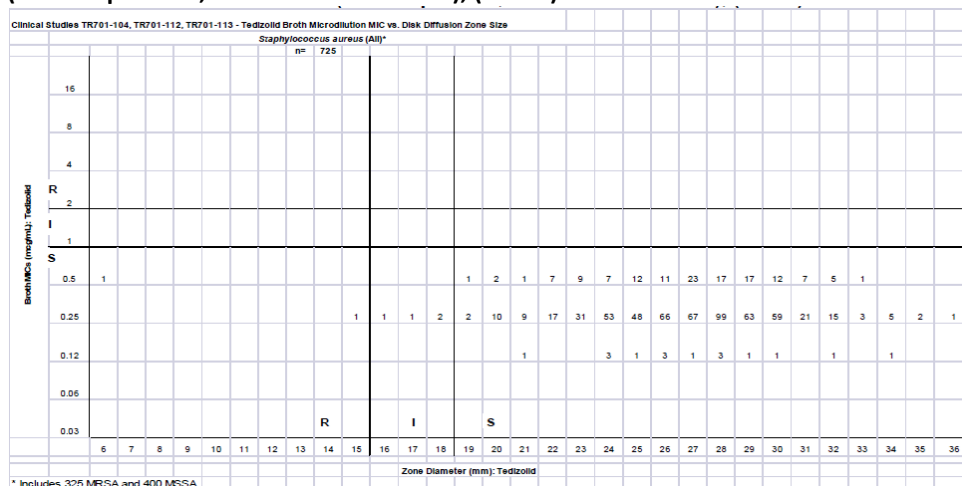 Clinical Studies TR701-104, TR701-112, TR701-113 - Tedizolid Broth Microdilution MIC vs. Disk Diffusion Zone Size
Staphylococcus aureus (All)*
n= 725
16
8
4
R
2
I
1
S
0.5 1 1 2 1 7 9 7 12 11 23 17 17 12 7 5 1
0.25 1 1 1 2 2 10 9 17 31 53 48 66 67 99 63 59 21 15 3 5 2 1
0.12 1 3 1 3 1 3 1 1 1 1
0.06
R I S
0.03
6 7 8 9 10 11 12 13 14 15 16 17 18 19 20 21 22 23 24 25 26 27 28 29 30 31 32 33 34 35 36
Broth MICs (mcg/mL): Tedizolid
Zone Diameter (mm): Tedizolid
* Includes 325 MRSA and 400 MSSA